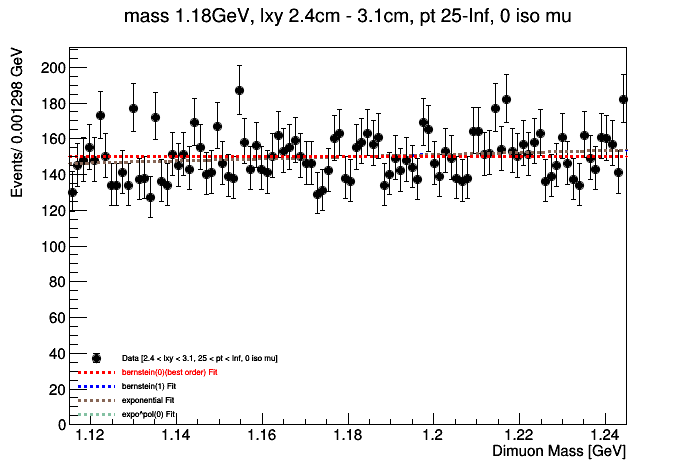 mass 1.18GeV, lxy 2.4cm - 3.1cm, pt 25-Inf, 0 iso mu
Events/ 0.001298 GeV
200
180
160
140
120
100
80
60
40
20
0
Data [2.4 < lxy < 3.1, 25 < pt < Inf, 0 iso mu]
bernstein(0)(best order) Fit
bernstein(1) Fit
exponential Fit
expo*pol(0) Fit
1.12 1.14 1.16 1.18 1.2 1.22 1.24
Dimuon Mass [GeV]